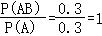 P(AB)/P(A) = 0.3/0.3 = 1